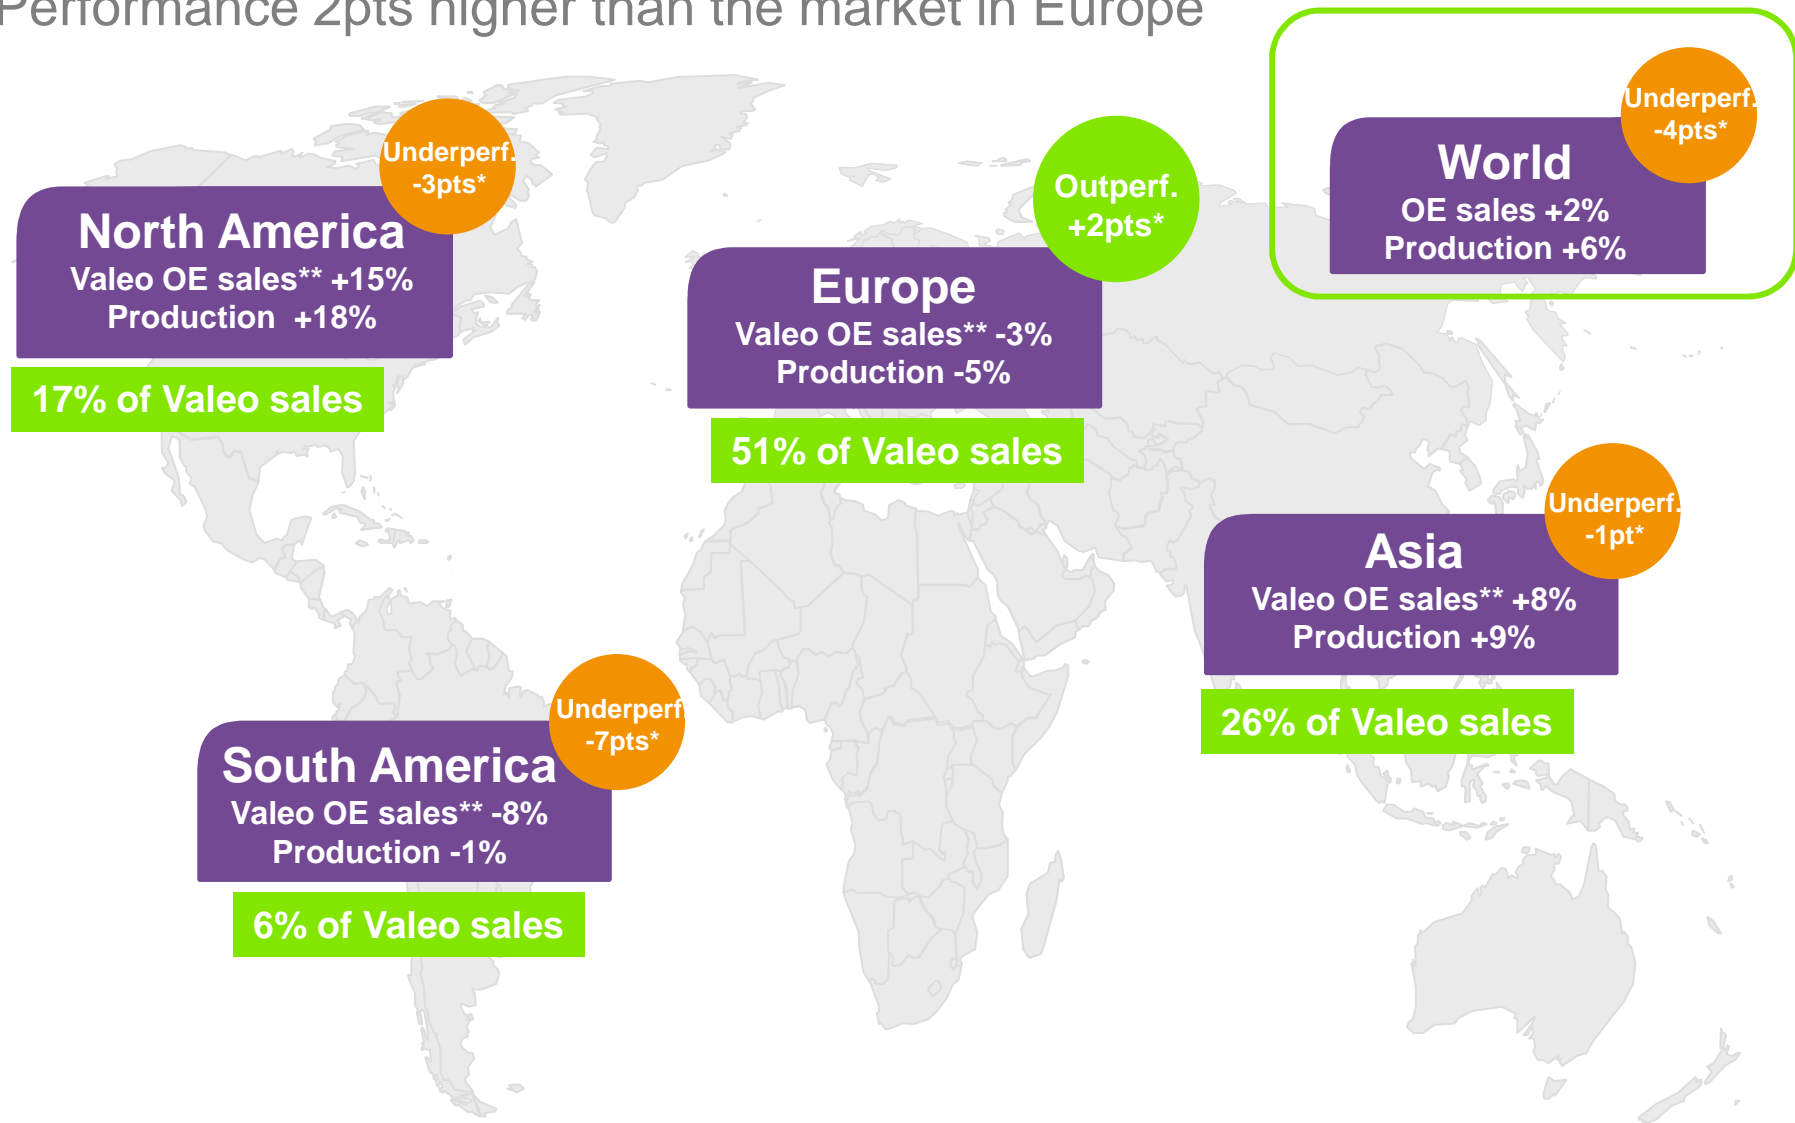 Performance 2pts higher than the market in Europe
Underperf.
-3pts*
North America
Valeo OE sales** +15%
Production +18%
17% of Valeo sales
Outperf.
+2pts*
Europe
Valeo OE sales** -3%
Production -5%
51% of Valeo sales
Underperf.
-4pts*
World
OE sales +2%
Production +6%
Underperf.
-1pt*
Asia
Valeo OE sales** +8%
Production +9%
26% of Valeo sales
Underperf.
-7pts*
South America
Valeo OE sales** -8%
Production -1%
6% of Valeo sales